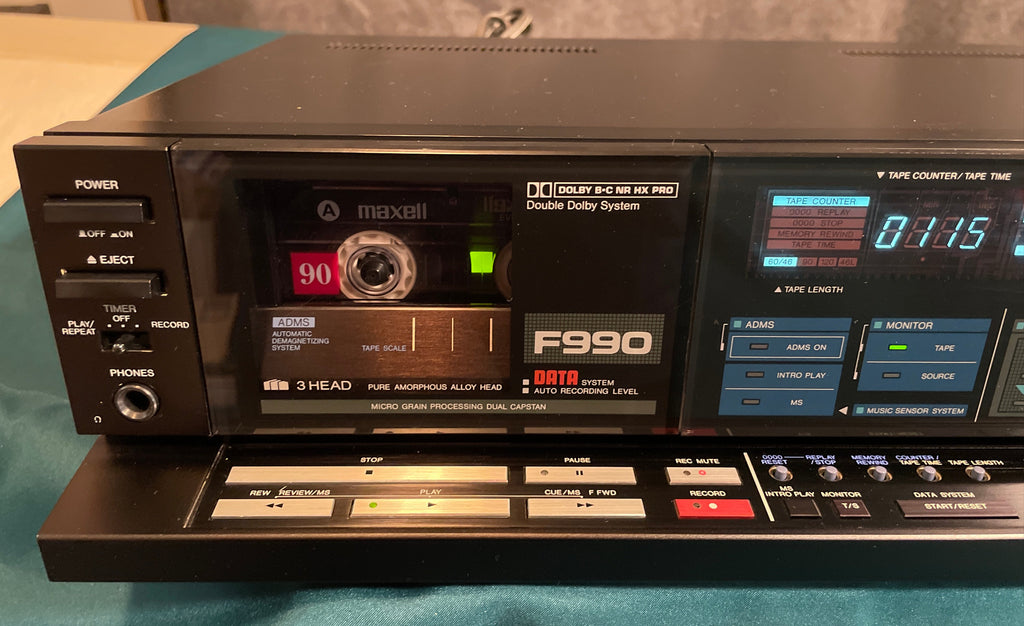 POWER
OFF ON
EJECT
TIMER
OFF
PLAY/
REPEAT
RECORD
PHONES
A maxell
90
ADMS
AUTOMATIC
DEMAGNETIZING
SYSTEM
TAPE SCALE
3 HEAD PURE AMORPHOUS ALLOY HEAD
MICRO GRAIN PROCESSING DUAL CAPSTAN
DOLBY B-C NR HX PRO
Double Dolby System
F990
DATA SYSTEM
AUTO RECORDING LEVEL
TAPE COUNTER/TAPE TIME
TAPE COUNTER
0000 REPLAY
0000 STOP
MEMORY REWIND
TAPE TIME
60/46 90 120 46L
0115
TAPE LENGTH
ADMS
ADMS ON
INTRO PLAY
MS
MONITOR
TAPE
SOURCE
MUSIC SENSOR SYSTEM
STOP
PAUSE
REC MUTE
REW REVIEW/MS
PLAY
CUE/MS F FWD
RECORD
0000
RESET
REPLAY
/STOP
MEMORY
REWIND
COUNTER/
TAPE TIME
TAPE LENGTH
MS
INTRO PLAY
MONITOR
T/S
DATA SYSTEM
START/RESET